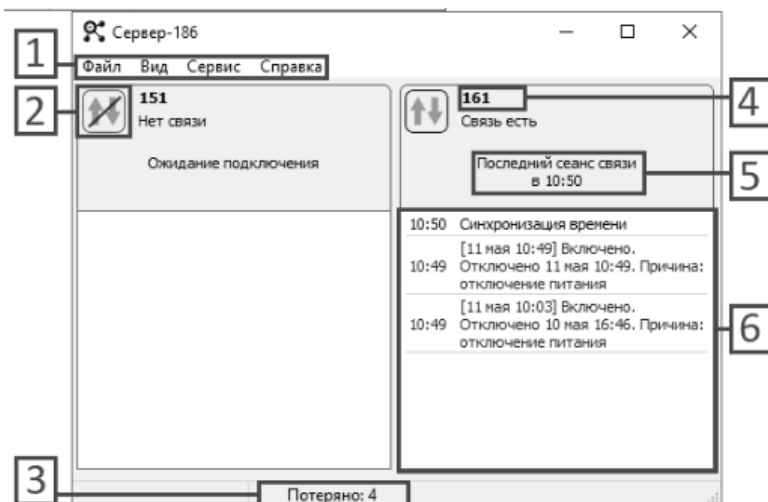 Сервер-186
1
Файл Вид Сервис Справка
2
151
Нет связи
Ожидание подключения
161
Связь есть
4
Последний сеанс связи
в 10:50
5
10:50 Синхронизация времени
[11 мая 10:49] Включено.
10:49 Отключено 11 мая 10:49. Причина:
отключение питания
[11 мая 10:03] Включено.
10:49 Отключено 10 мая 16:46. Причина:
отключение питания
6
3
Потеряно: 4